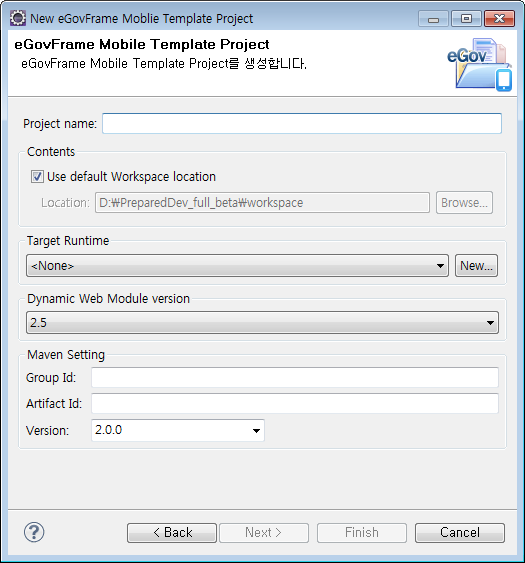 New eGovFrame Moblie Template Project
eGovFrame Mobile Template Project
eGovFrame Mobile Template Project를 생성합니다.
eGov
Project name:
Contents
Use default Workspace location
Location: D:₩PreparedDev_full_beta₩workspace Browse...
Target Runtime
<None> New...
Dynamic Web Module version
2.5
Maven Setting
Group Id:
Artifact Id:
Version: 2.0.0
? < Back Next > Finish Cancel